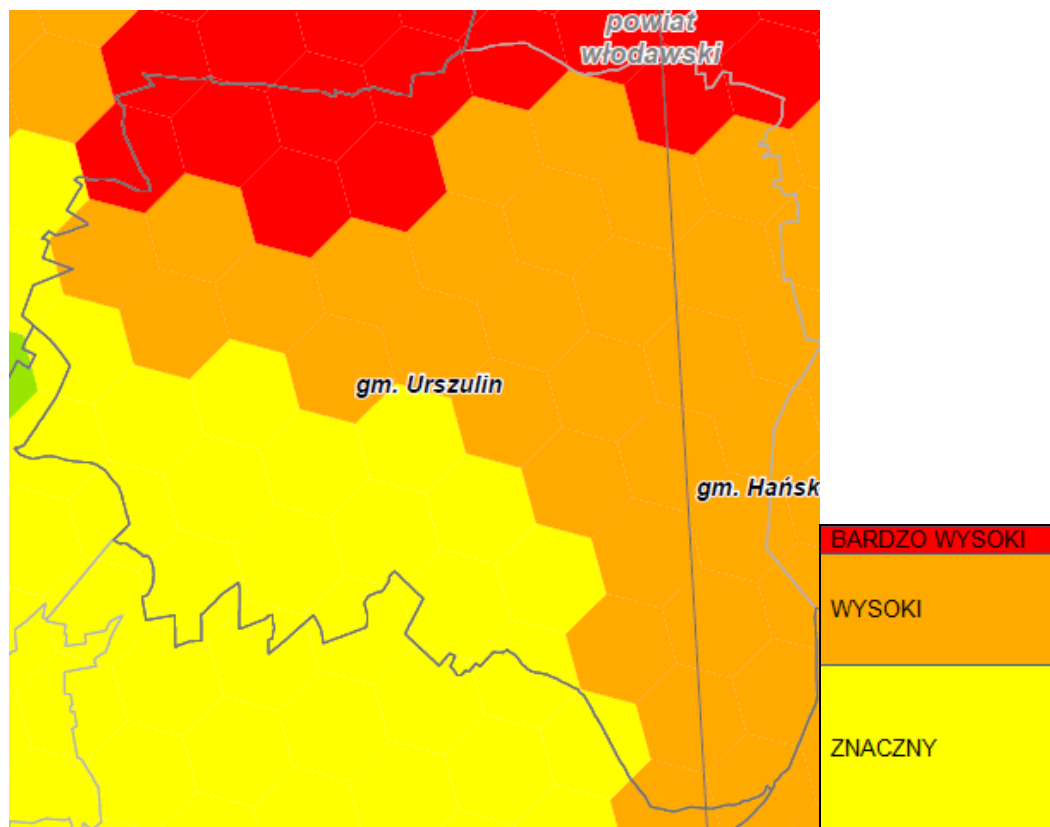 powiat
włodawski
gm. Urszulin
gm. Hańsk
BARDZO WYSOKI
WYSOKI
ZNACZNY